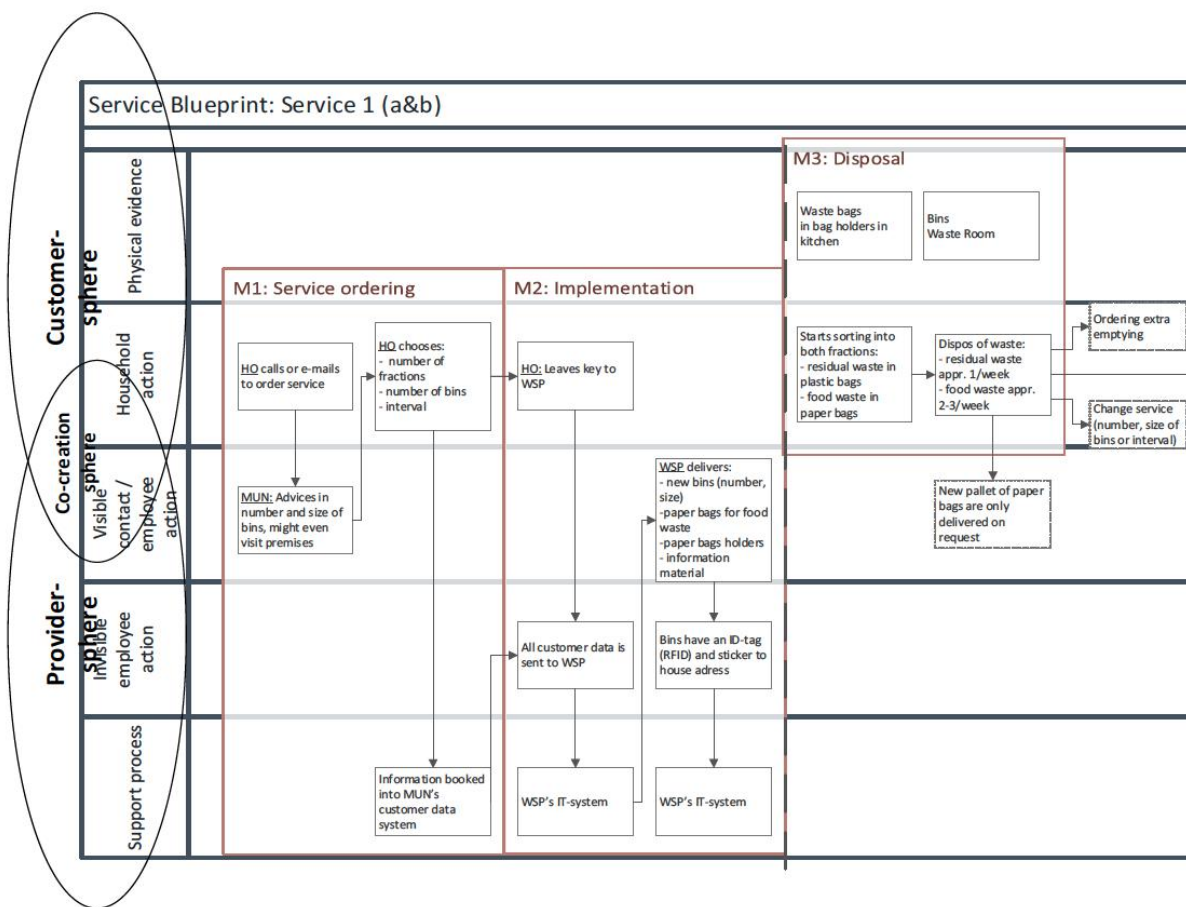 Service Blueprint: Service 1 (a&b)
Customer-
sphere
Co-creation
sphere
Provider-
sphere
Physical evidence
Household
action
Visible
contact /
employee
action
Invisible
employee
action
Support process
M1: Service ordering
HO calls or e-mails
to order service
MUN: Advices in
number and size of
bins, might even
visit premises
HO chooses:
- number of
fractions
- number of bins
- interval
Information booked
into MUN's
customer data
system
M2: Implementation
HO: Leaves key to
WSP
All customer data is
sent to WSP
WSP's IT-system
WSP delivers:
- new bins (number,
size)
-paper bags for food
waste
-paper bags holders
- information
material
Bins have an ID-tag
(RFID) and sticker to
house adress
WSP's IT-system
M3: Disposal
Waste bags
in bag holders in
kitchen
Bins
Waste Room
Starts sorting into
both fractions:
- residual waste in
plastic bags
- food waste in
paper bags
Dispos of waste:
- residual waste
appr. 1/week
- food waste appr.
2-3/week
New pallet of paper
bags are only
delivered on
request
Ordering extra
emptying
Change service
(number, size of
bins or interval)